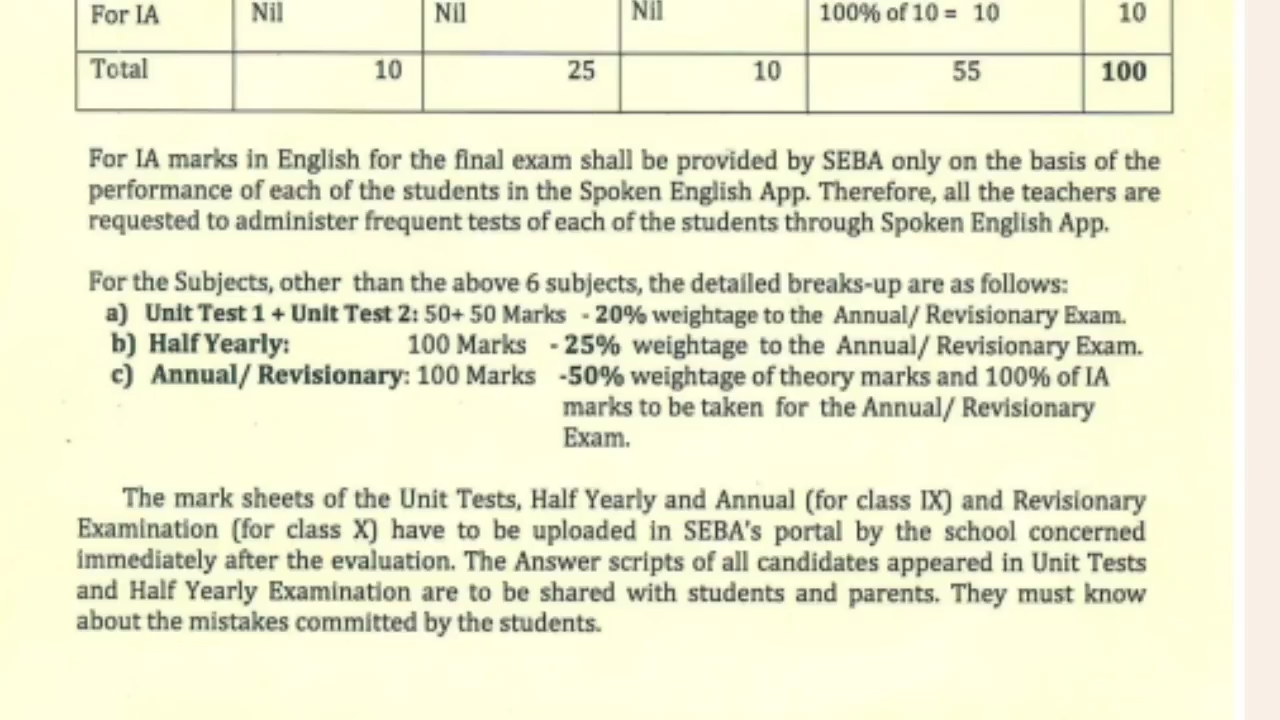 For IA Nil Nil Nil 100% of 10 = 10 10
Total 10 25 10 55 100
For IA marks in English for the final exam shall be provided by SEBA only on the basis of the
performance of each of the students in the Spoken English App. Therefore, all the teachers are
requested to administer frequent tests of each of the students through Spoken English App.
For the Subjects, other than the above 6 subjects, the detailed breaks-up are as follows:
a) Unit Test 1 + Unit Test 2: 50+ 50 Marks - 20% weightage to the Annual/ Revisionary Exam.
b) Half Yearly: 100 Marks - 25% weightage to the Annual/ Revisionary Exam.
c) Annual/ Revisionary: 100 Marks -50% weightage of theory marks and 100% of IA
marks to be taken for the Annual/ Revisionary
Exam.
The mark sheets of the Unit Tests, Half Yearly and Annual (for class IX) and Revisionary
Examination (for class X) have to be uploaded in SEBA's portal by the school concerned
immediately after the evaluation. The Answer scripts of all candidates appeared in Unit Tests
and Half Yearly Examination are to be shared with students and parents. They must know
about the mistakes committed by the students.